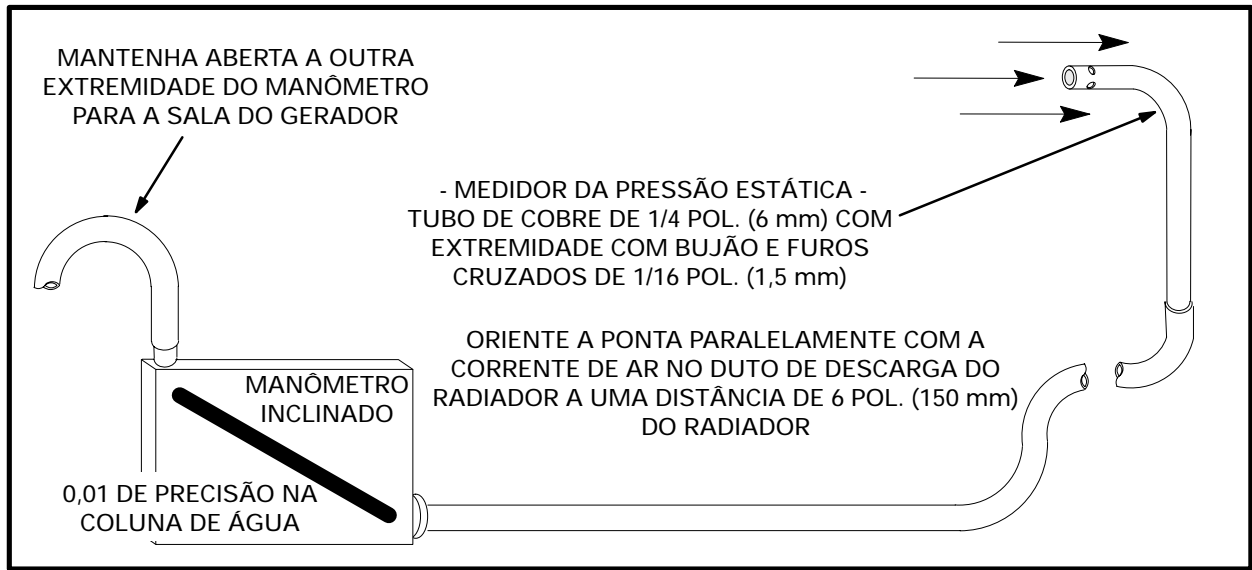 MANTENHA ABERTA A OUTRA
EXTREMIDADE DO MANÔMETRO
PARA A SALA DO GERADOR
- MEDIDOR DA PRESSÃO ESTÁTICA -
TUBO DE COBRE DE 1/4 POL. (6 mm) COM
EXTREMIDADE COM BUJÃO E FUROS
CRUZADOS DE 1/16 POL. (1,5 mm)
ORIENTE A PONTA PARALELAMENTE COM A
CORRENTE DE AR NO DUTO DE DESCARGA DO
RADIADOR A UMA DISTÂNCIA DE 6 POL. (150 mm)
DO RADIADOR
MANÔMETRO
INCLINADO
0,01 DE PRECISÃO NA
COLUNA DE ÁGUA